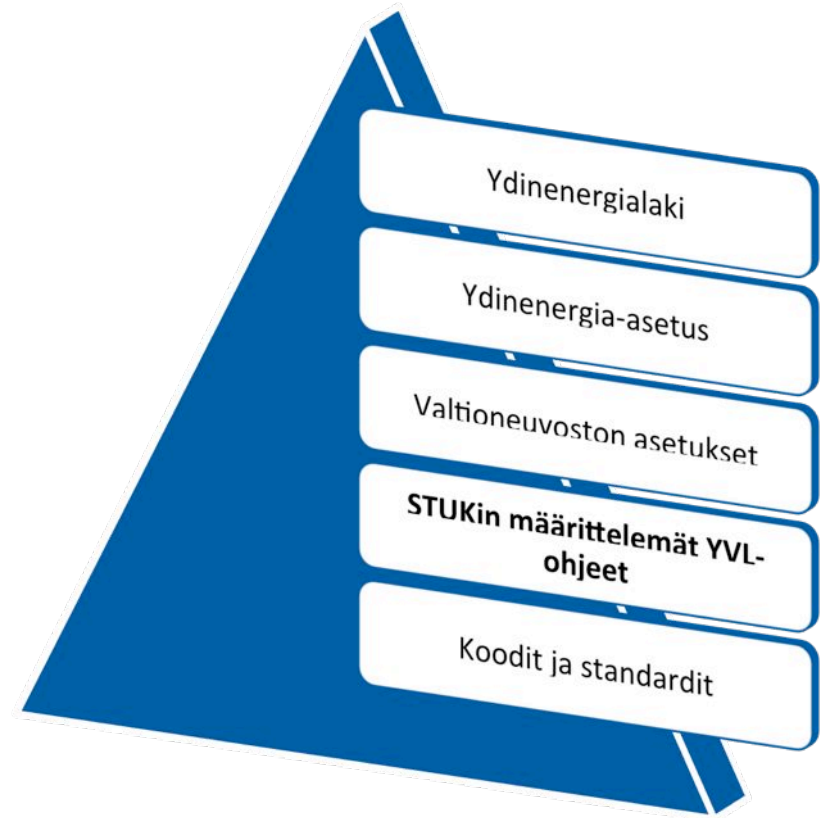 Ydinenergialaki
Ydinenergia-asetus
Valtioneuvoston asetukset
STUKin määrittelemät YVL-
ohjeet
Koodit ja standardit